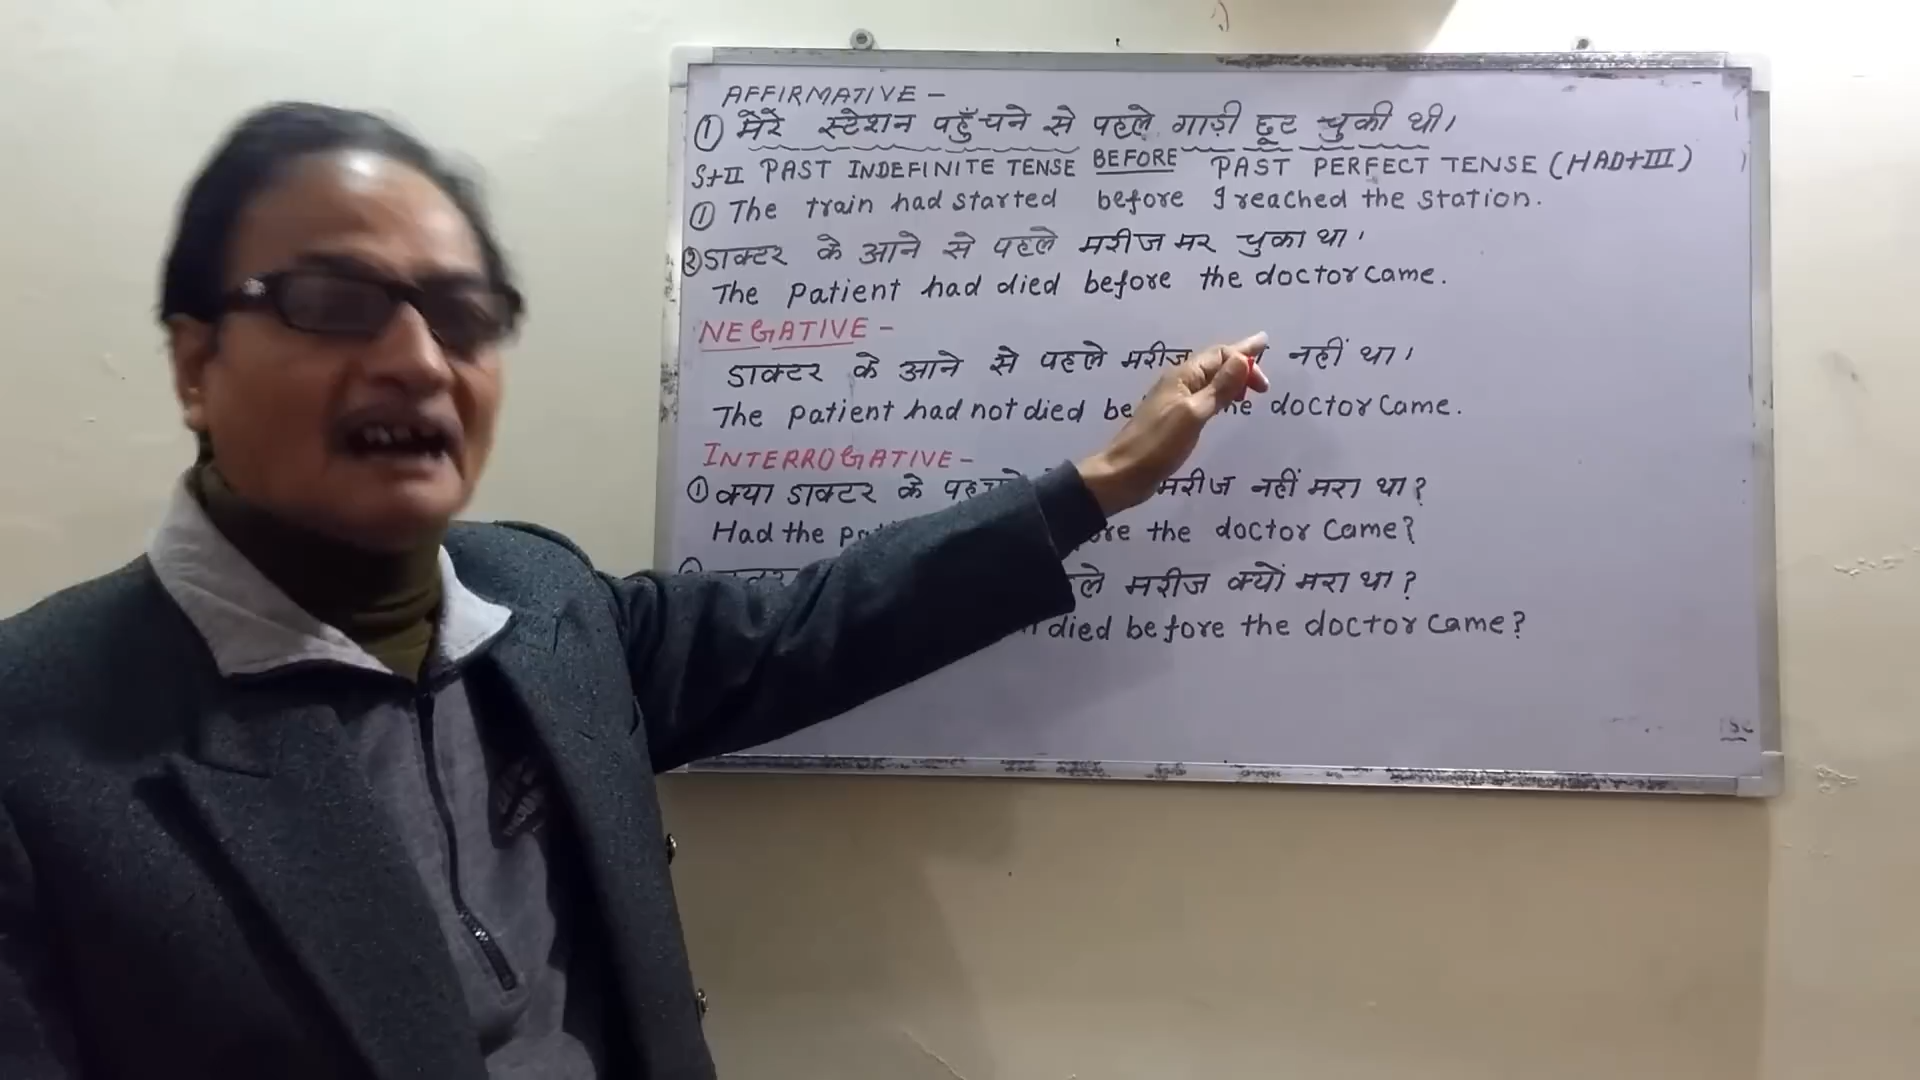 AFFIRMATIVE -
① मेरे स्टेशन पहुँचने से पहले गाड़ी छूट चुकी थी।
S+II PAST INDEFINITE TENSE BEFORE PAST PERFECT TENSE (HAD+III)
① The train had started before I reached the station.
② डाक्टर के आने से पहले मरीज मर चुका था।
The patient had died before the doctor came.
NEGATIVE -
डाक्टर के आने से पहले मरीज नहीं था।
The patient had not died doctor came.
INTERROGATIVE -
① क्या डाक्टर के मरीज नहीं मरा था?
Had the the doctor came?
मरीज क्यों मरा था?
died before the doctor came?